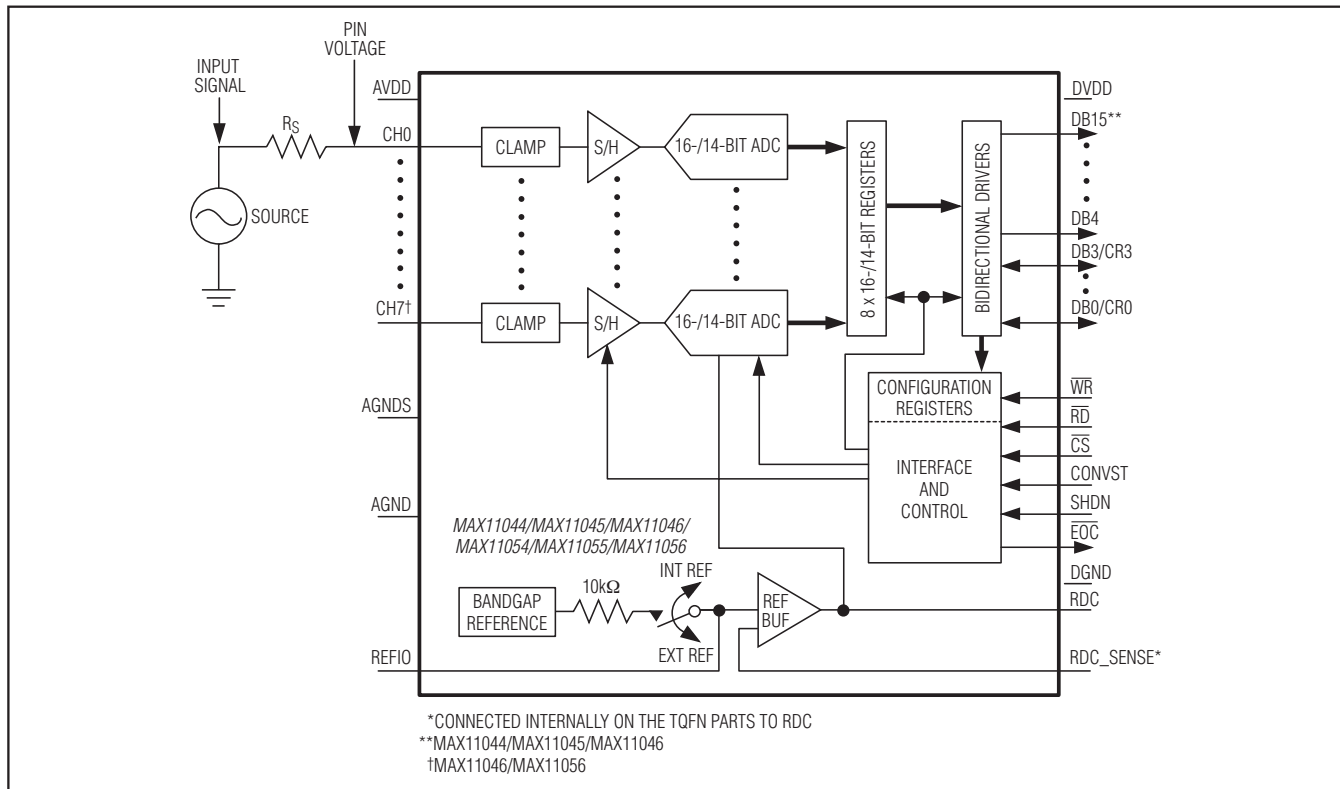 PIN
VOLTAGE
INPUT
SIGNAL
RS
SOURCE
AVDD
CH0
CH7†
AGNDS
AGND
REFIO
CLAMP
S/H
16-/14-BIT ADC
CLAMP
S/H
16-/14-BIT ADC
8 x 16-/14-BIT REGISTERS
BIDIRECTIONAL DRIVERS
CONFIGURATION
REGISTERS
INTERFACE
AND
CONTROL
MAX11044/MAX11045/MAX11046/
MAX11054/MAX11055/MAX11056
BANDGAP
REFERENCE
10kΩ
INT REF
EXT REF
REF
BUF
DVDD
DB15**
DB4
DB3/CR3
DB0/CR0
WR
RD
CS
CONVST
SHDN
EOC
DGND
RDC
RDC_SENSE*
*CONNECTED INTERNALLY ON THE TQFN PARTS TO RDC
**MAX11044/MAX11045/MAX11046
†MAX11046/MAX11056